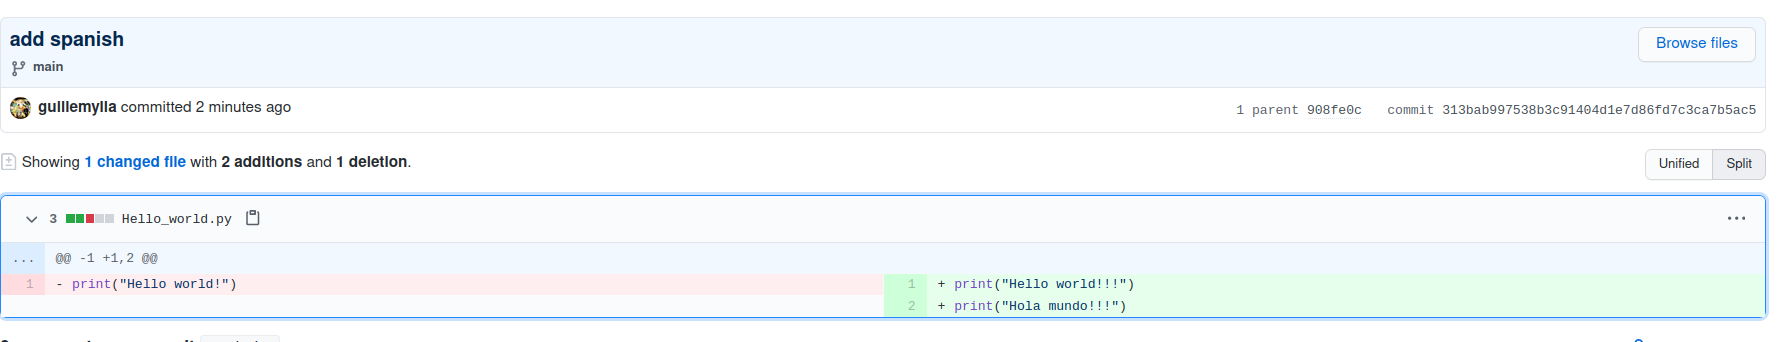 add spanish
Browse files
main
guillemylla committed 2 minutes ago
1 parent 908fe0c commit 313bab997538b3c91404d1e7d86fd7c3ca7b5ac5
Showing 1 changed file with 2 additions and 1 deletion.
Unified Split
3 Hello_world.py
... @@ -1 +1,2 @@
1 - print("Hello world!")
1 + print("Hello world!!!")
2 + print("Hola mundo!!!")